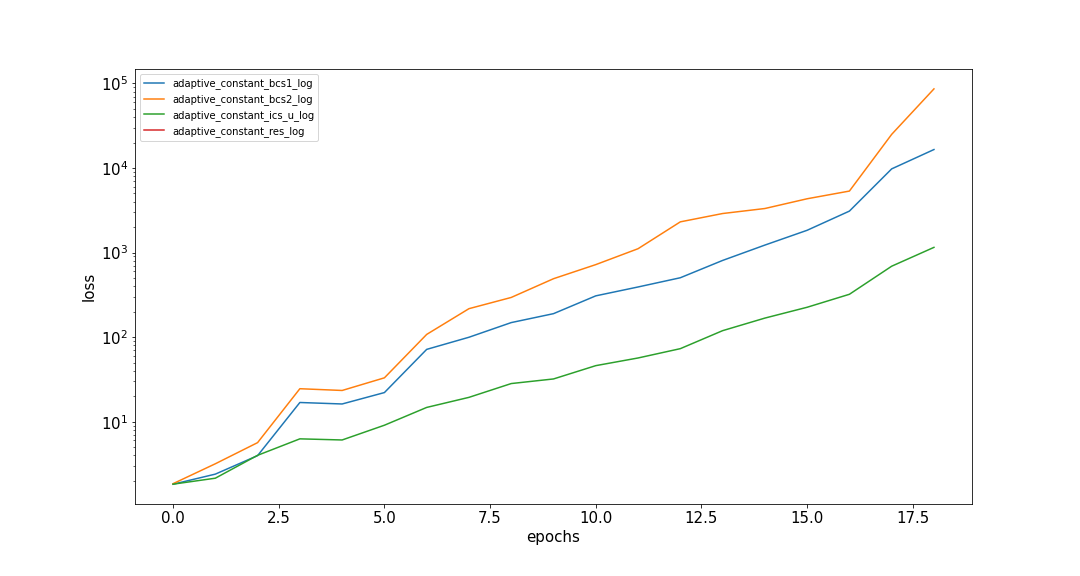 adaptive_constant_bcs1_log
adaptive_constant_bcs2_log
adaptive_constant_ics_u_log
adaptive_constant_res_log
10^5
10^4
10^3
10^2
10^1
loss
0.0 2.5 5.0 7.5 10.0 12.5 15.0 17.5
epochs